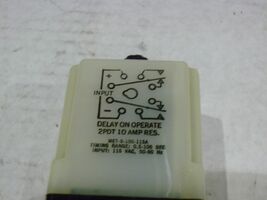 + -
INPUT
DELAY ON OPERATE
2PDT 10 AMP RES.
TIMING RANGE: 0.1-100 SEC
INPUT: 115 VAC, 50-60 Hz